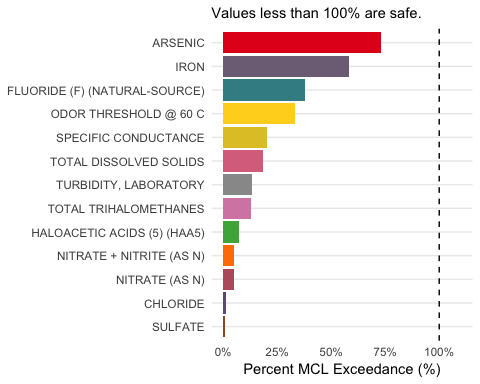 Values less than 100% are safe.
ARSENIC
IRON
FLUORIDE (F) (NATURAL-SOURCE)
ODOR THRESHOLD @ 60 C
SPECIFIC CONDUCTANCE
TOTAL DISSOLVED SOLIDS
TURBIDITY, LABORATORY
TOTAL TRIHALOMETHANES
HALOACETIC ACIDS (5) (HAA5)
NITRATE + NITRITE (AS N)
NITRATE (AS N)
CHLORIDE
SULFATE
0% 25% 50% 75% 100%
Percent MCL Exceedance (%)